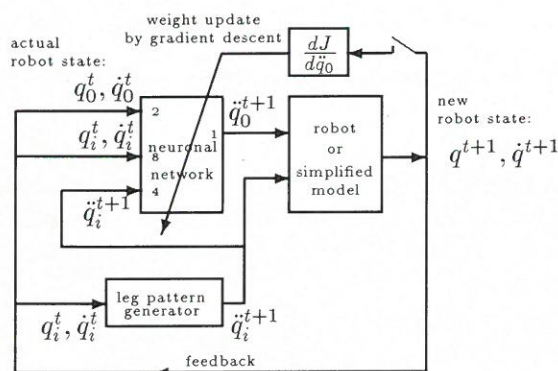 weight update
by gradient descent
dJ
dq̈₀
actual
robot state:
q₀ᵗ, q̇₀ᵗ
2
q̈₀ᵗ⁺¹
new
robot state:
qᵢᵗ, q̇ᵢᵗ
1
neuronal
8
network
4
robot
or
simplified
model
qᵗ⁺¹, q̇ᵗ⁺¹
q̈ᵢᵗ⁺¹
leg pattern
generator
qᵢᵗ, q̇ᵢᵗ
q̈ᵢᵗ⁺¹
feedback